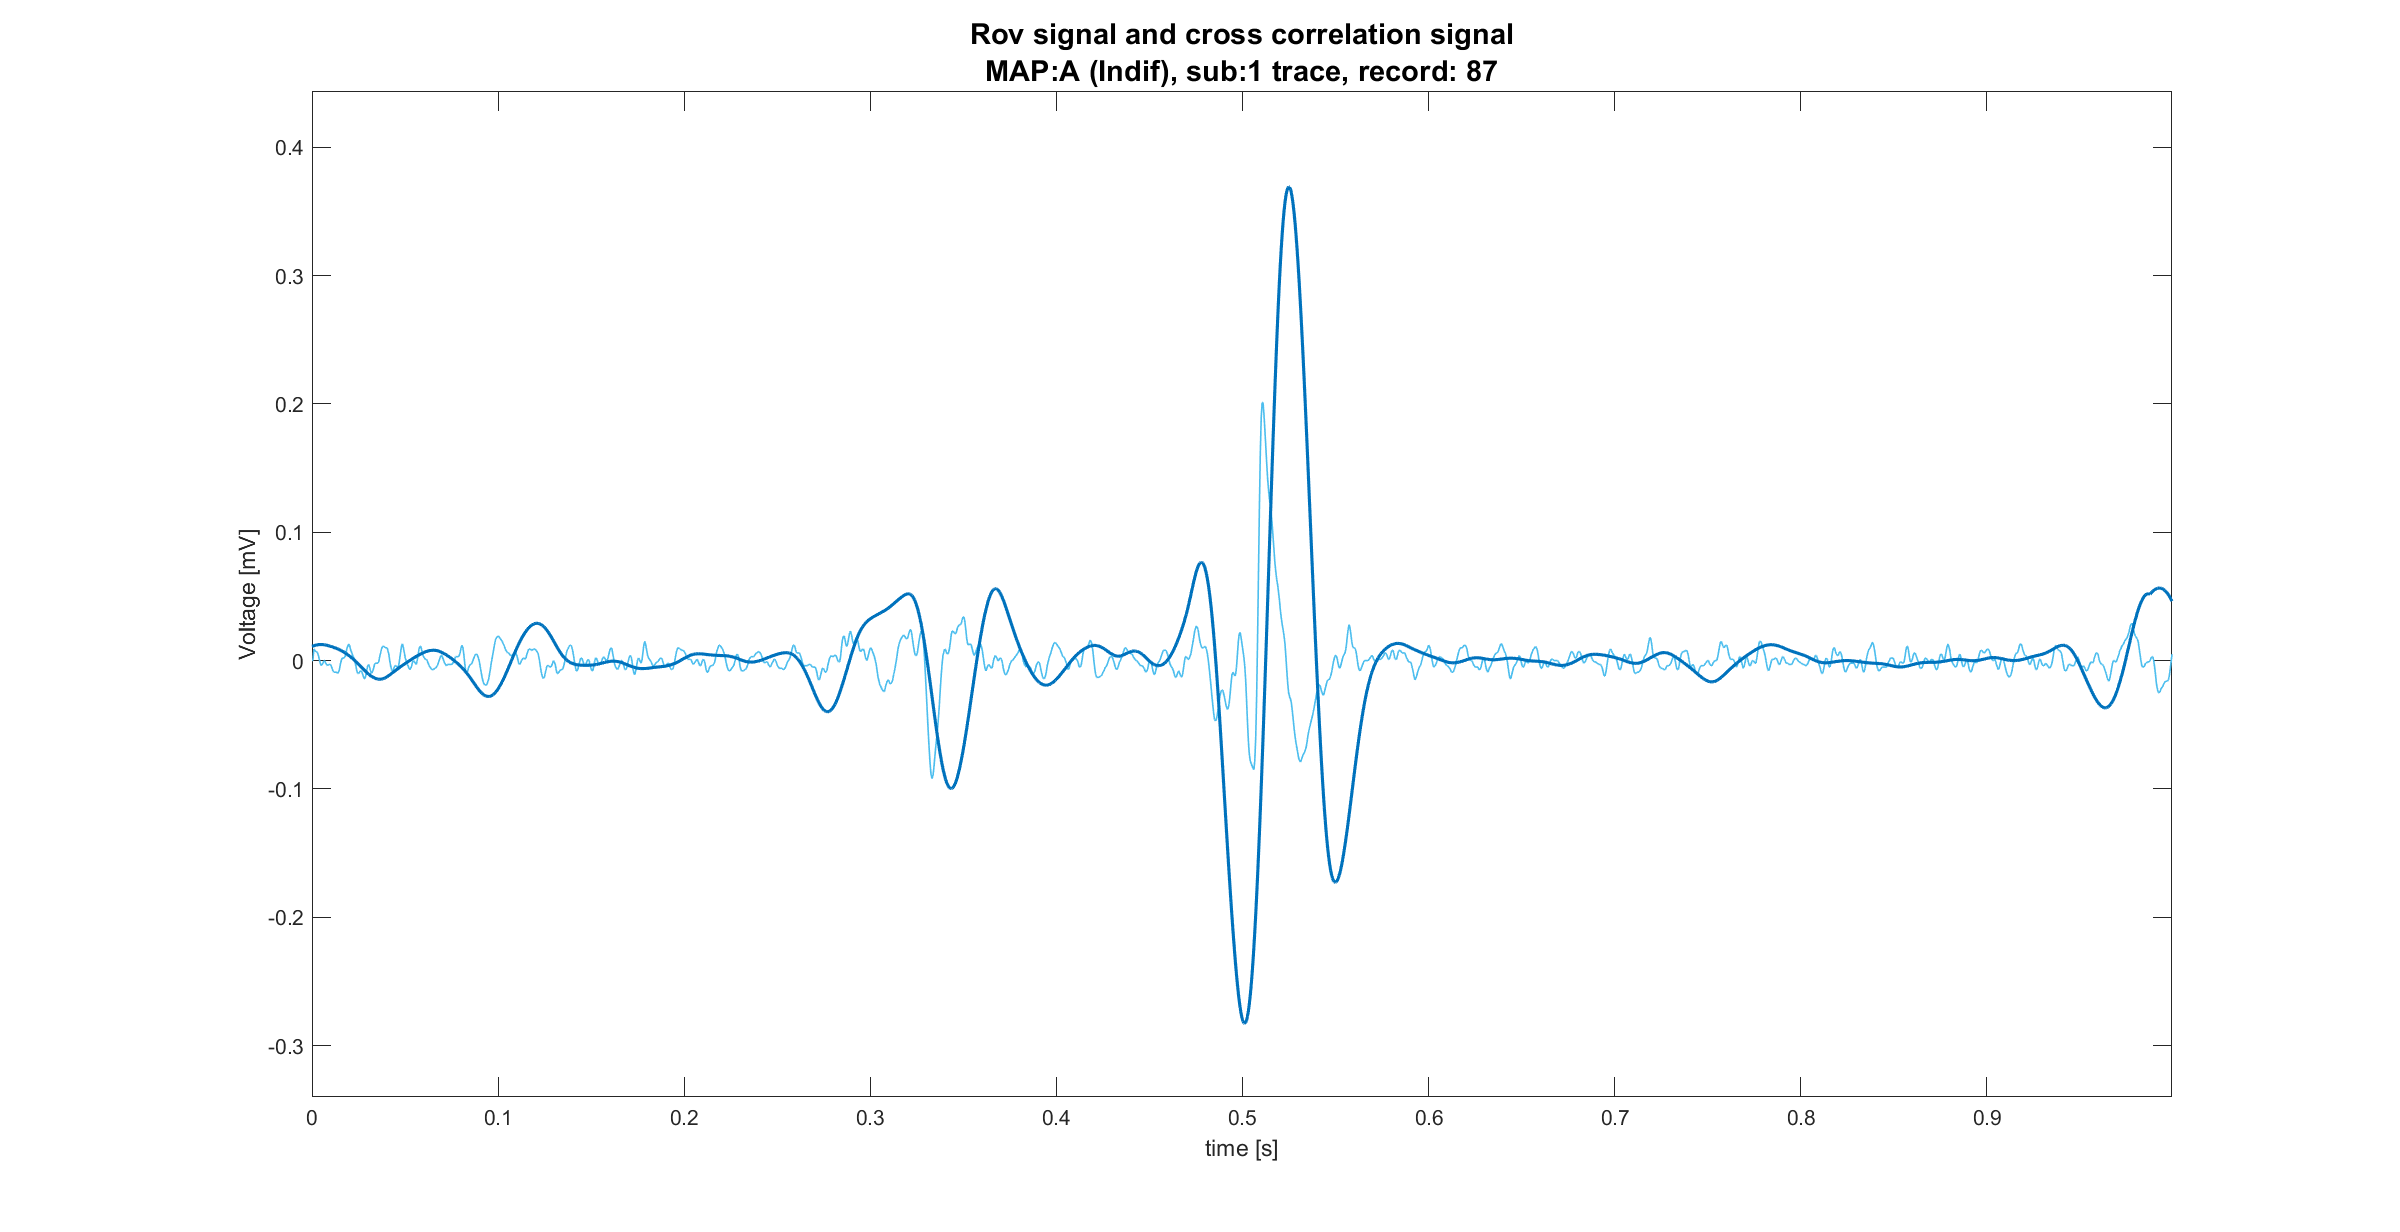 Rov signal and cross correlation signal
MAP:A (Indif), sub:1 trace, record: 87
Voltage [mV]
0.4
0.3
0.2
0.1
0
-0.1
-0.2
-0.3
0 0.1 0.2 0.3 0.4 0.5 0.6 0.7 0.8 0.9
time [s]